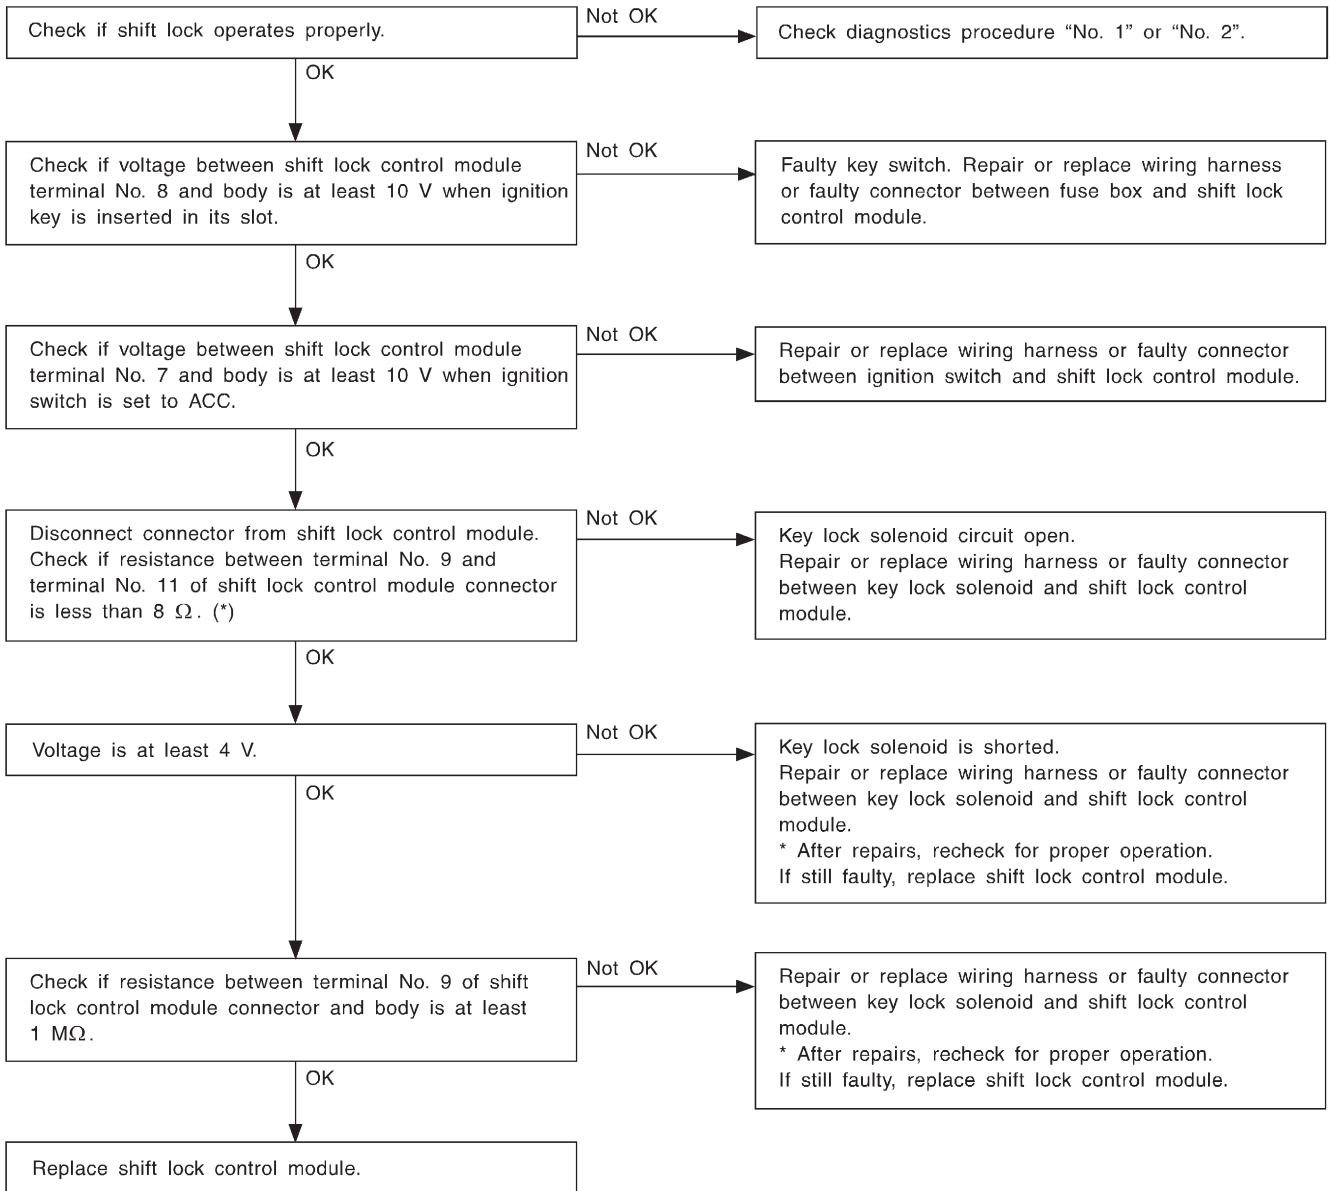 Check if shift lock operates properly.
Not OK
Check diagnostics procedure “No. 1” or “No. 2”.
OK
Check if voltage between shift lock control module
terminal No. 8 and body is at least 10 V when ignition
key is inserted in its slot.
Not OK
Faulty key switch. Repair or replace wiring harness
or faulty connector between fuse box and shift lock
control module.
OK
Check if voltage between shift lock control module
terminal No. 7 and body is at least 10 V when ignition
switch is set to ACC.
Not OK
Repair or replace wiring harness or faulty connector
between ignition switch and shift lock control module.
OK
Disconnect connector from shift lock control module.
Check if resistance between terminal No. 9 and
terminal No. 11 of shift lock control module connector
is less than 8 Ω. (*)
Not OK
Key lock solenoid circuit open.
Repair or replace wiring harness or faulty connector
between key lock solenoid and shift lock control
module.
OK
Voltage is at least 4 V.
Not OK
Key lock solenoid is shorted.
Repair or replace wiring harness or faulty connector
between key lock solenoid and shift lock control
module.
* After repairs, recheck for proper operation.
If still faulty, replace shift lock control module.
OK
Check if resistance between terminal No. 9 of shift
lock control module connector and body is at least
1 MΩ.
Not OK
Repair or replace wiring harness or faulty connector
between key lock solenoid and shift lock control
module.
* After repairs, recheck for proper operation.
If still faulty, replace shift lock control module.
OK
Replace shift lock control module.